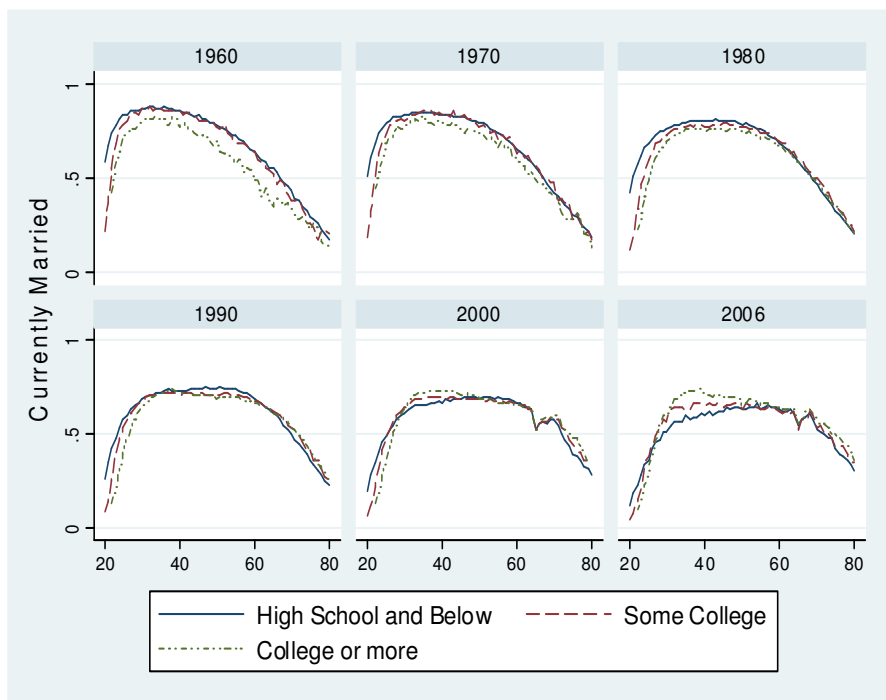 1960 1970 1980
1
.5
0
1990 2000 2006
1
.5
0
20 40 60 80 20 40 60 80 20 40 60 80
Currently Married
High School and Below Some College
College or more